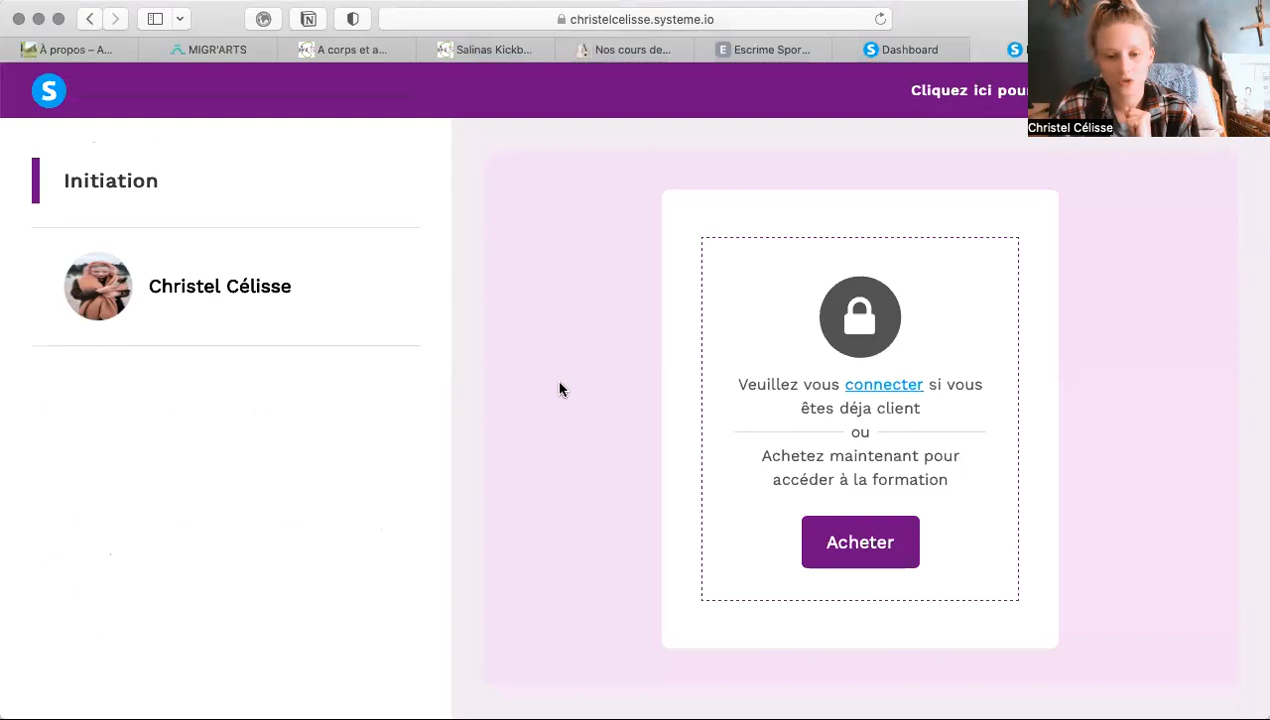 christelcelisse.systeme.io
À propos – A...
MIGR'ARTS
A corps et a...
Salinas Kickb...
Nos cours de...
E
Escrime Spor...
S
Dashboard
S
S
Cliquez ici pour
Christel Célisse
Initiation
Christel Célisse
Veuillez vous connecter si vous
êtes déja client
ou
Achetez maintenant pour
accéder à la formation
Acheter